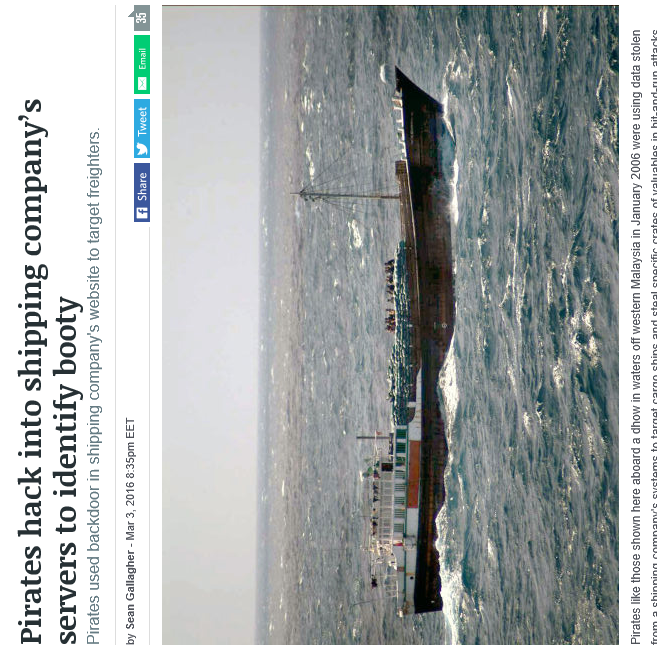 Pirates hack into shipping company's
servers to identify booty
Pirates used backdoor in shipping company's website to target freighters.
by Sean Gallagher - Mar 3, 2016 8:35pm EET
Share Tweet Email 35
Pirates like those shown here aboard a dhow in waters off western Malaysia in January 2006 were using data stolen
from a shipping company's systems to target cargo ships and steal specific crates of valuables in hit-and-run attacks